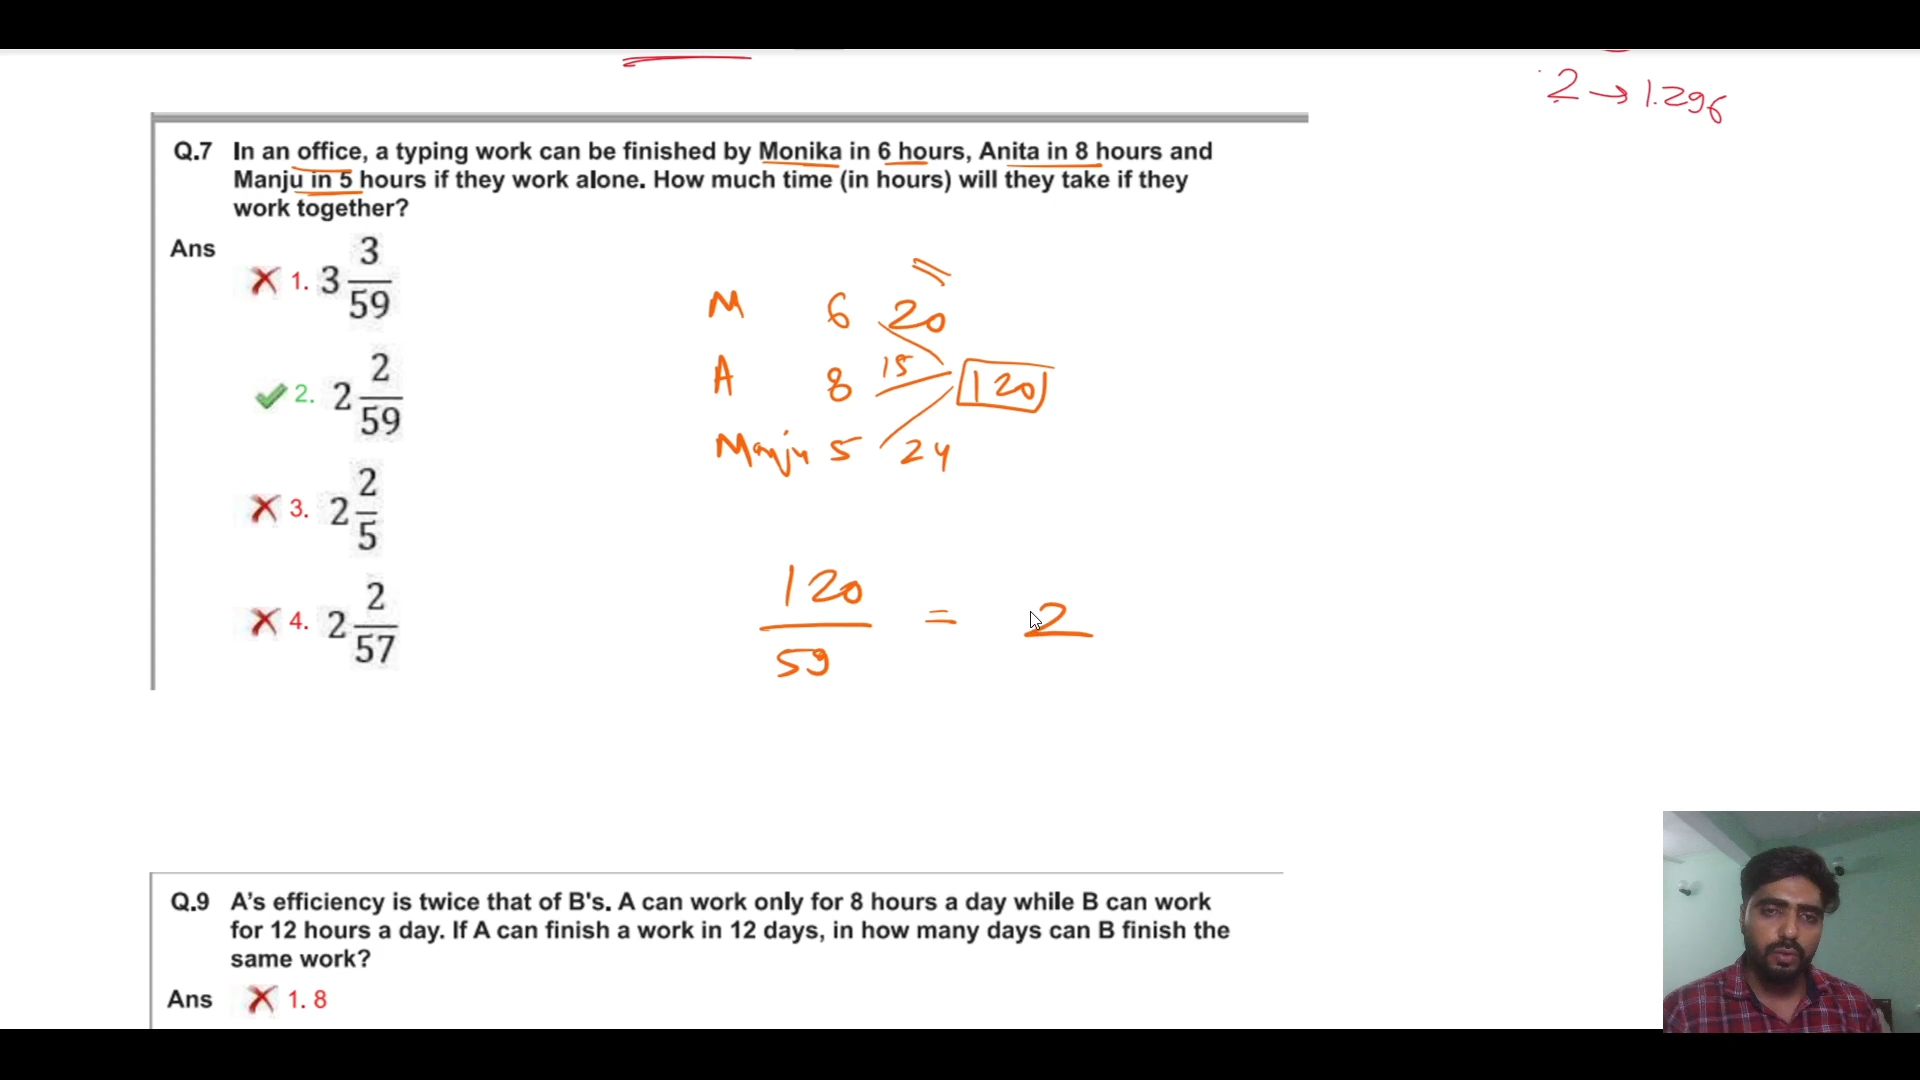 2 → 1.296
Q.7 In an office, a typing work can be finished by Monika in 6 hours, Anita in 8 hours and
Manju in 5 hours if they work alone. How much time (in hours) will they take if they
work together?
Ans
1. 3 3/59
2. 2 2/59
3. 2 2/5
4. 2 2/57
M 6 20
A 8 15 120
Manju 5 24
120/59 = 2
Q.9 A's efficiency is twice that of B's. A can work only for 8 hours a day while B can work
for 12 hours a day. If A can finish a work in 12 days, in how many days can B finish the
same work?
Ans 1. 8